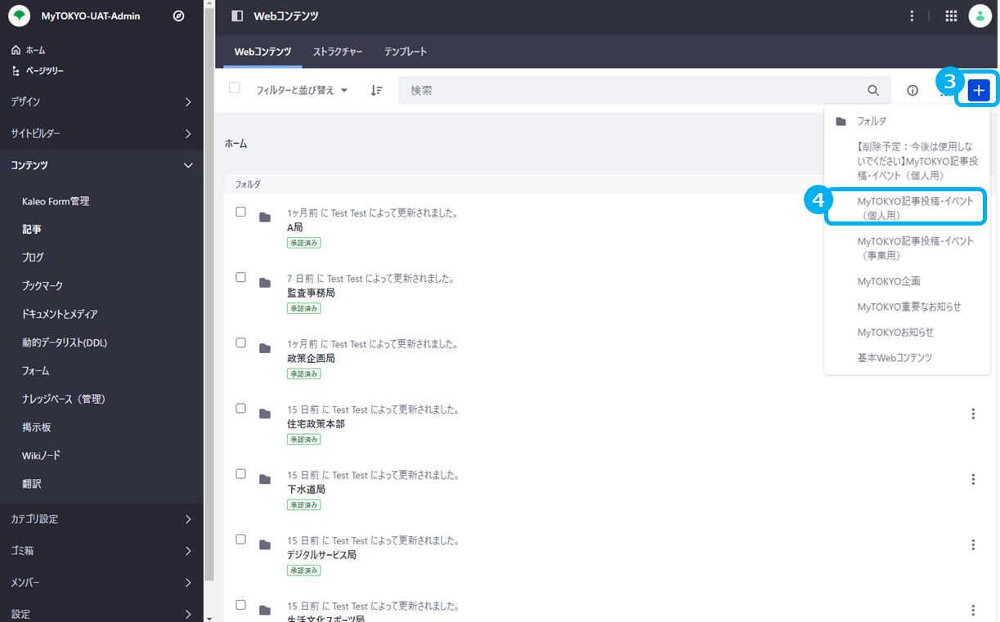 MyTOKYO-UAT-Admin
ホーム
ページツリー
デザイン
サイトビルダー
コンテンツ
Kaleo Form管理
記事
ブログ
ブックマーク
ドキュメントとメディア
動的データリスト(DDL)
フォーム
ナレッジベース（管理）
掲示板
Wikiノード
翻訳
カテゴリ設定
ゴミ箱
メンバー
設定
Webコンテンツ
Webコンテンツ ストラクチャー テンプレート
フィルターと並び替え 検索
3
フォルダ
【削除予定：今後は使用しな
いでください】MyTOKYO記事投
稿・イベント（個人用）
4
MyTOKYO記事投稿・イベント
（個人用）
MyTOKYO記事投稿・イベント
（事業用）
MyTOKYO企画
MyTOKYO重要なお知らせ
MyTOKYOお知らせ
基本Webコンテンツ
ホーム
フォルダ
1ヶ月前 に Test Test によって更新されました。
A局
承認済み
7 日前 に Test Test によって更新されました。
監査事務局
承認済み
1ヶ月前 に Test Test によって更新されました。
政策企画局
承認済み
15 日前 に Test Test によって更新されました。
住宅政策本部
承認済み
15 日前 に Test Test によって更新されました。
下水道局
承認済み
15 日前 に Test Test によって更新されました。
デジタルサービス局
承認済み
15 日前 に Test Test によって更新されました。
生活文化スポーツ局